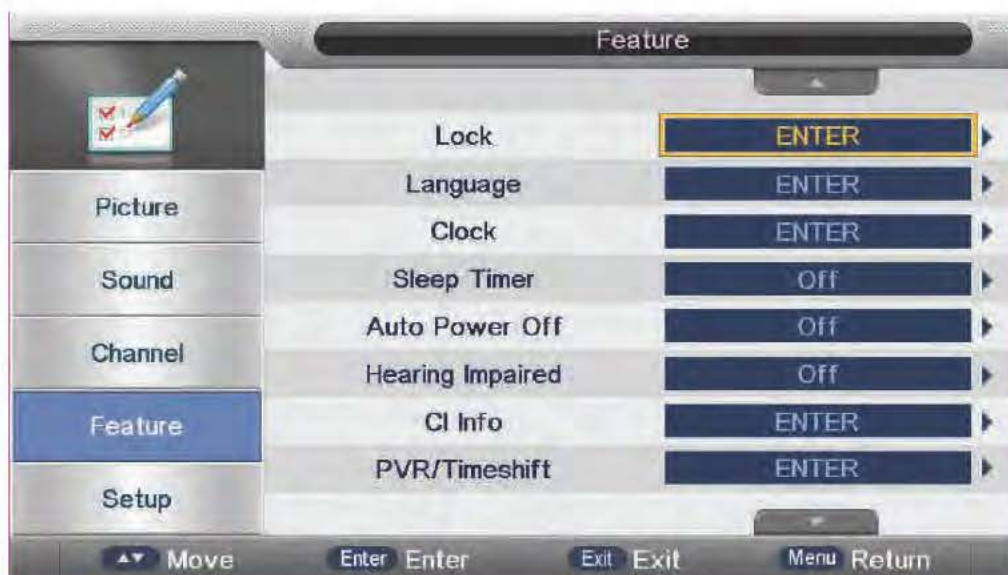 Feature
Lock ENTER
Language ENTER
Picture
Clock ENTER
Sound
Sleep Timer Off
Auto Power Off Off
Channel
Hearing Impaired Off
Feature
CI Info ENTER
PVR/Timeshift ENTER
Setup
Move Enter Enter Exit Exit Menu Return